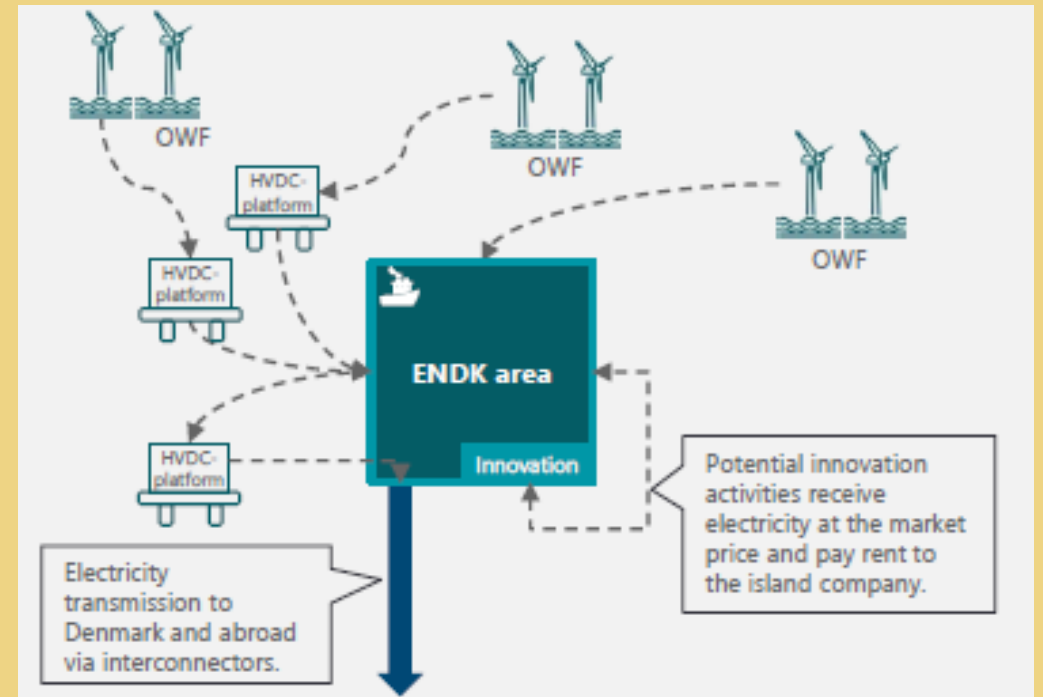 OWF
OWF
OWF
HVDC-
platform
HVDC-
platform
ENDK area
HVDC-
platform
Innovation
Potential innovation
activities receive
electricity at the market
price and pay rent to
the island company.
Electricity
transmission to
Denmark and abroad
via interconnectors.